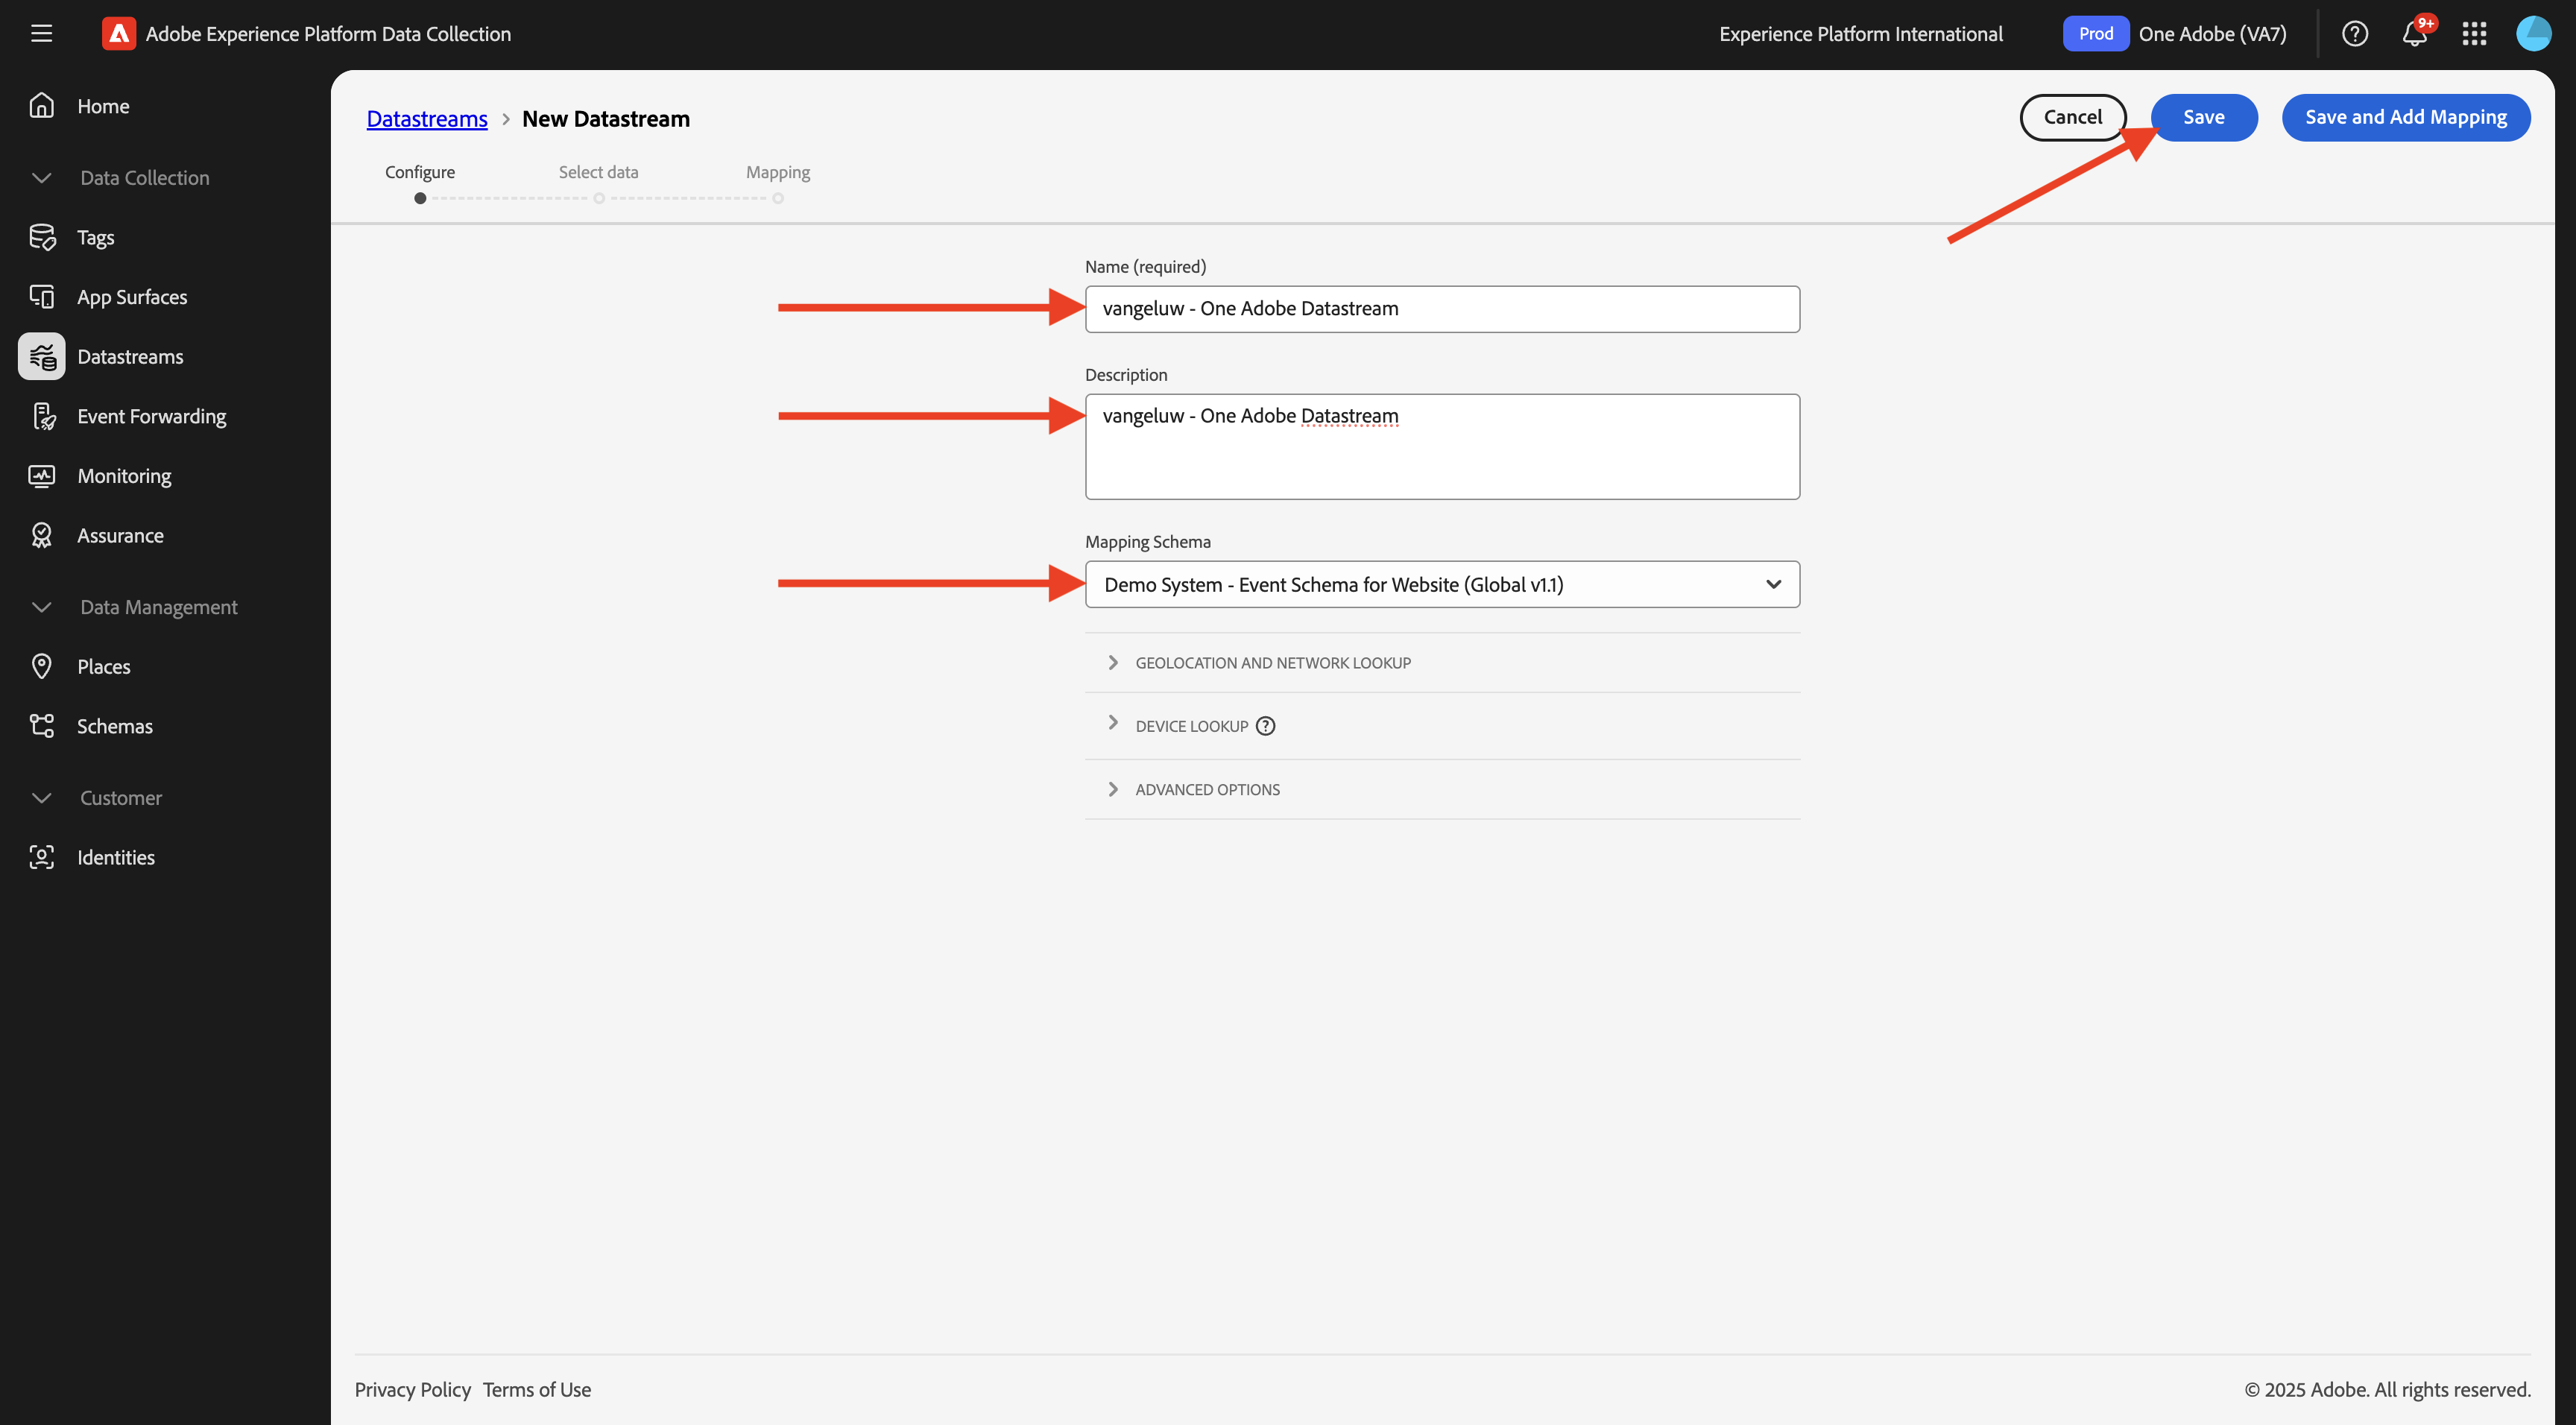 Adobe Experience Platform Data Collection
Experience Platform International
Prod
One Adobe (VA7)
9+
Home
Data Collection
Tags
App Surfaces
Datastreams
Event Forwarding
Monitoring
Assurance
Data Management
Places
Schemas
Customer
Identities
Datastreams > New Datastream
Cancel
Save
Save and Add Mapping
Configure
Select data
Mapping
Name (required)
vangeluw - One Adobe Datastream
Description
vangeluw - One Adobe Datastream
Mapping Schema
Demo System - Event Schema for Website (Global v1.1)
GEOLOCATION AND NETWORK LOOKUP
DEVICE LOOKUP
ADVANCED OPTIONS
Privacy Policy Terms of Use
© 2025 Adobe. All rights reserved.